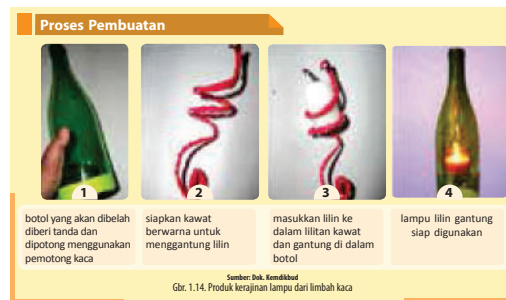 Proses Pembuatan
1
2
3
4
botol yang akan dibelah
diberi tanda dan
dipotong menggunakan
pemotong kaca
siapkan kawat
berwarna untuk
menggantung lilin
masukkan lilin ke
dalam lilitan kawat
dan gantung di dalam
botol
lampu lilin gantung
siap digunakan
Sumber: Dok. Kemdikbud
Gbr. 1.14. Produk kerajinan lampu dari limbah kaca